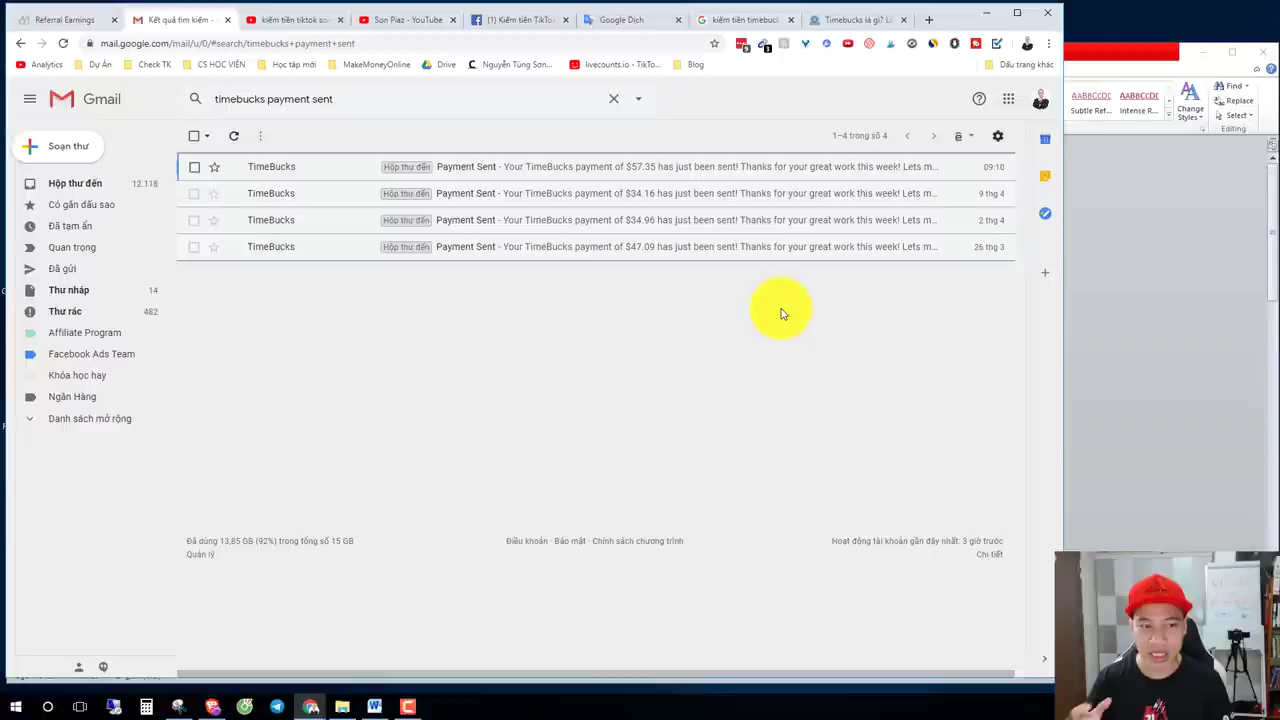 Referral Earnings
Kết quả tìm kiếm -
kiếm tiền tiktok so
Son Piaz - YouTube
(1) Kiếm tiền TikTo
Google Dịch
kiếm tiền timebuck
Timebucks là gì? L
mail.google.com/mail/u/0/#search/timebucks+payment+sent
Analytics
Dự Án
Check TK
CS HOC VIÊN
Học tập mới
MakeMoneyOnline
Drive
Nguyễn Tùng Sơn...
livecounts.io - TikTo...
Blog
Dấu trang khác
Gmail
timebucks payment sent
Soạn thư
1–4 trong số 4
Hộp thư đến 12.118
Có gắn dấu sao
Đã tạm ẩn
Quan trọng
Đã gửi
Thư nháp 14
Thư rác 482
Affiliate Program
Facebook Ads Team
Khóa học hay
Ngân Hàng
Danh sách mở rộng
TimeBucks Hộp thư đến Payment Sent - Your TimeBucks payment of $57.35 has just been sent! Thanks for your great work this week! Lets m... 09:10
TimeBucks Hộp thư đến Payment Sent - Your TimeBucks payment of $34.16 has just been sent! Thanks for your great work this week! Lets m... 9 thg 4
TimeBucks Hộp thư đến Payment Sent - Your TimeBucks payment of $34.96 has just been sent! Thanks for your great work this week! Lets m... 2 thg 4
TimeBucks Hộp thư đến Payment Sent - Your TimeBucks payment of $47.09 has just been sent! Thanks for your great work this week! Lets m... 26 thg 3
Đã dùng 13,85 GB (92%) trong tổng số 15 GB
Quản lý
Điều khoản · Bảo mật · Chính sách chương trình
Hoạt động tài khoản gần đây nhất: 3 giờ trước
Chi tiết
AaBbCcDc
AaBbCcDc
Subtle Ref...
Intense R...
Change
Styles
Find
Replace
Select
Editing